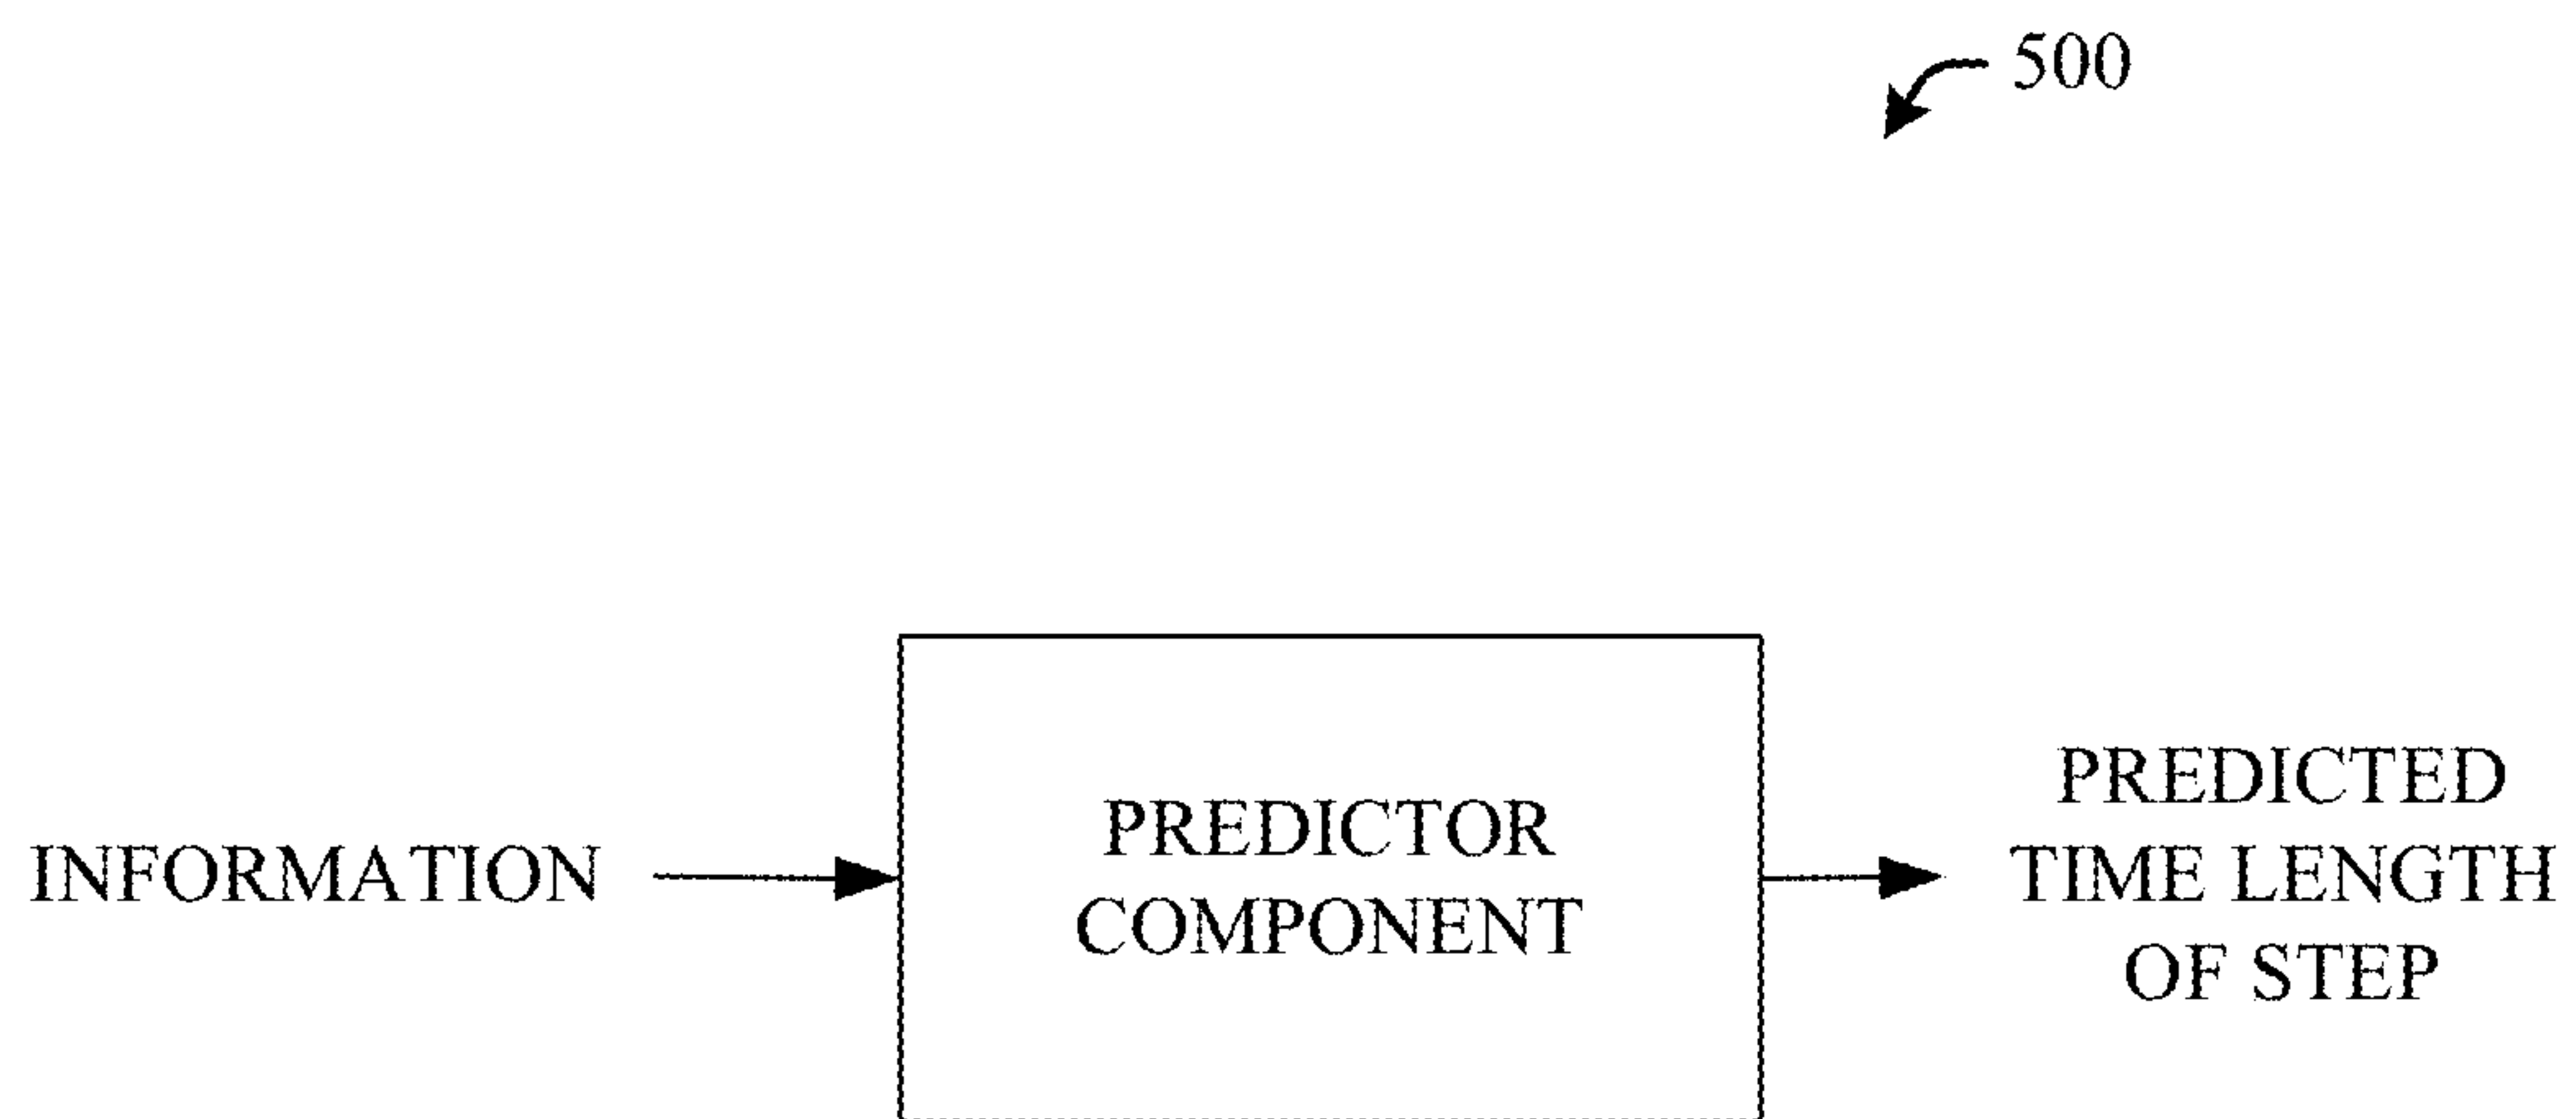 500
INFORMATION
PREDICTOR
COMPONENT
PREDICTED
TIME LENGTH
OF STEP